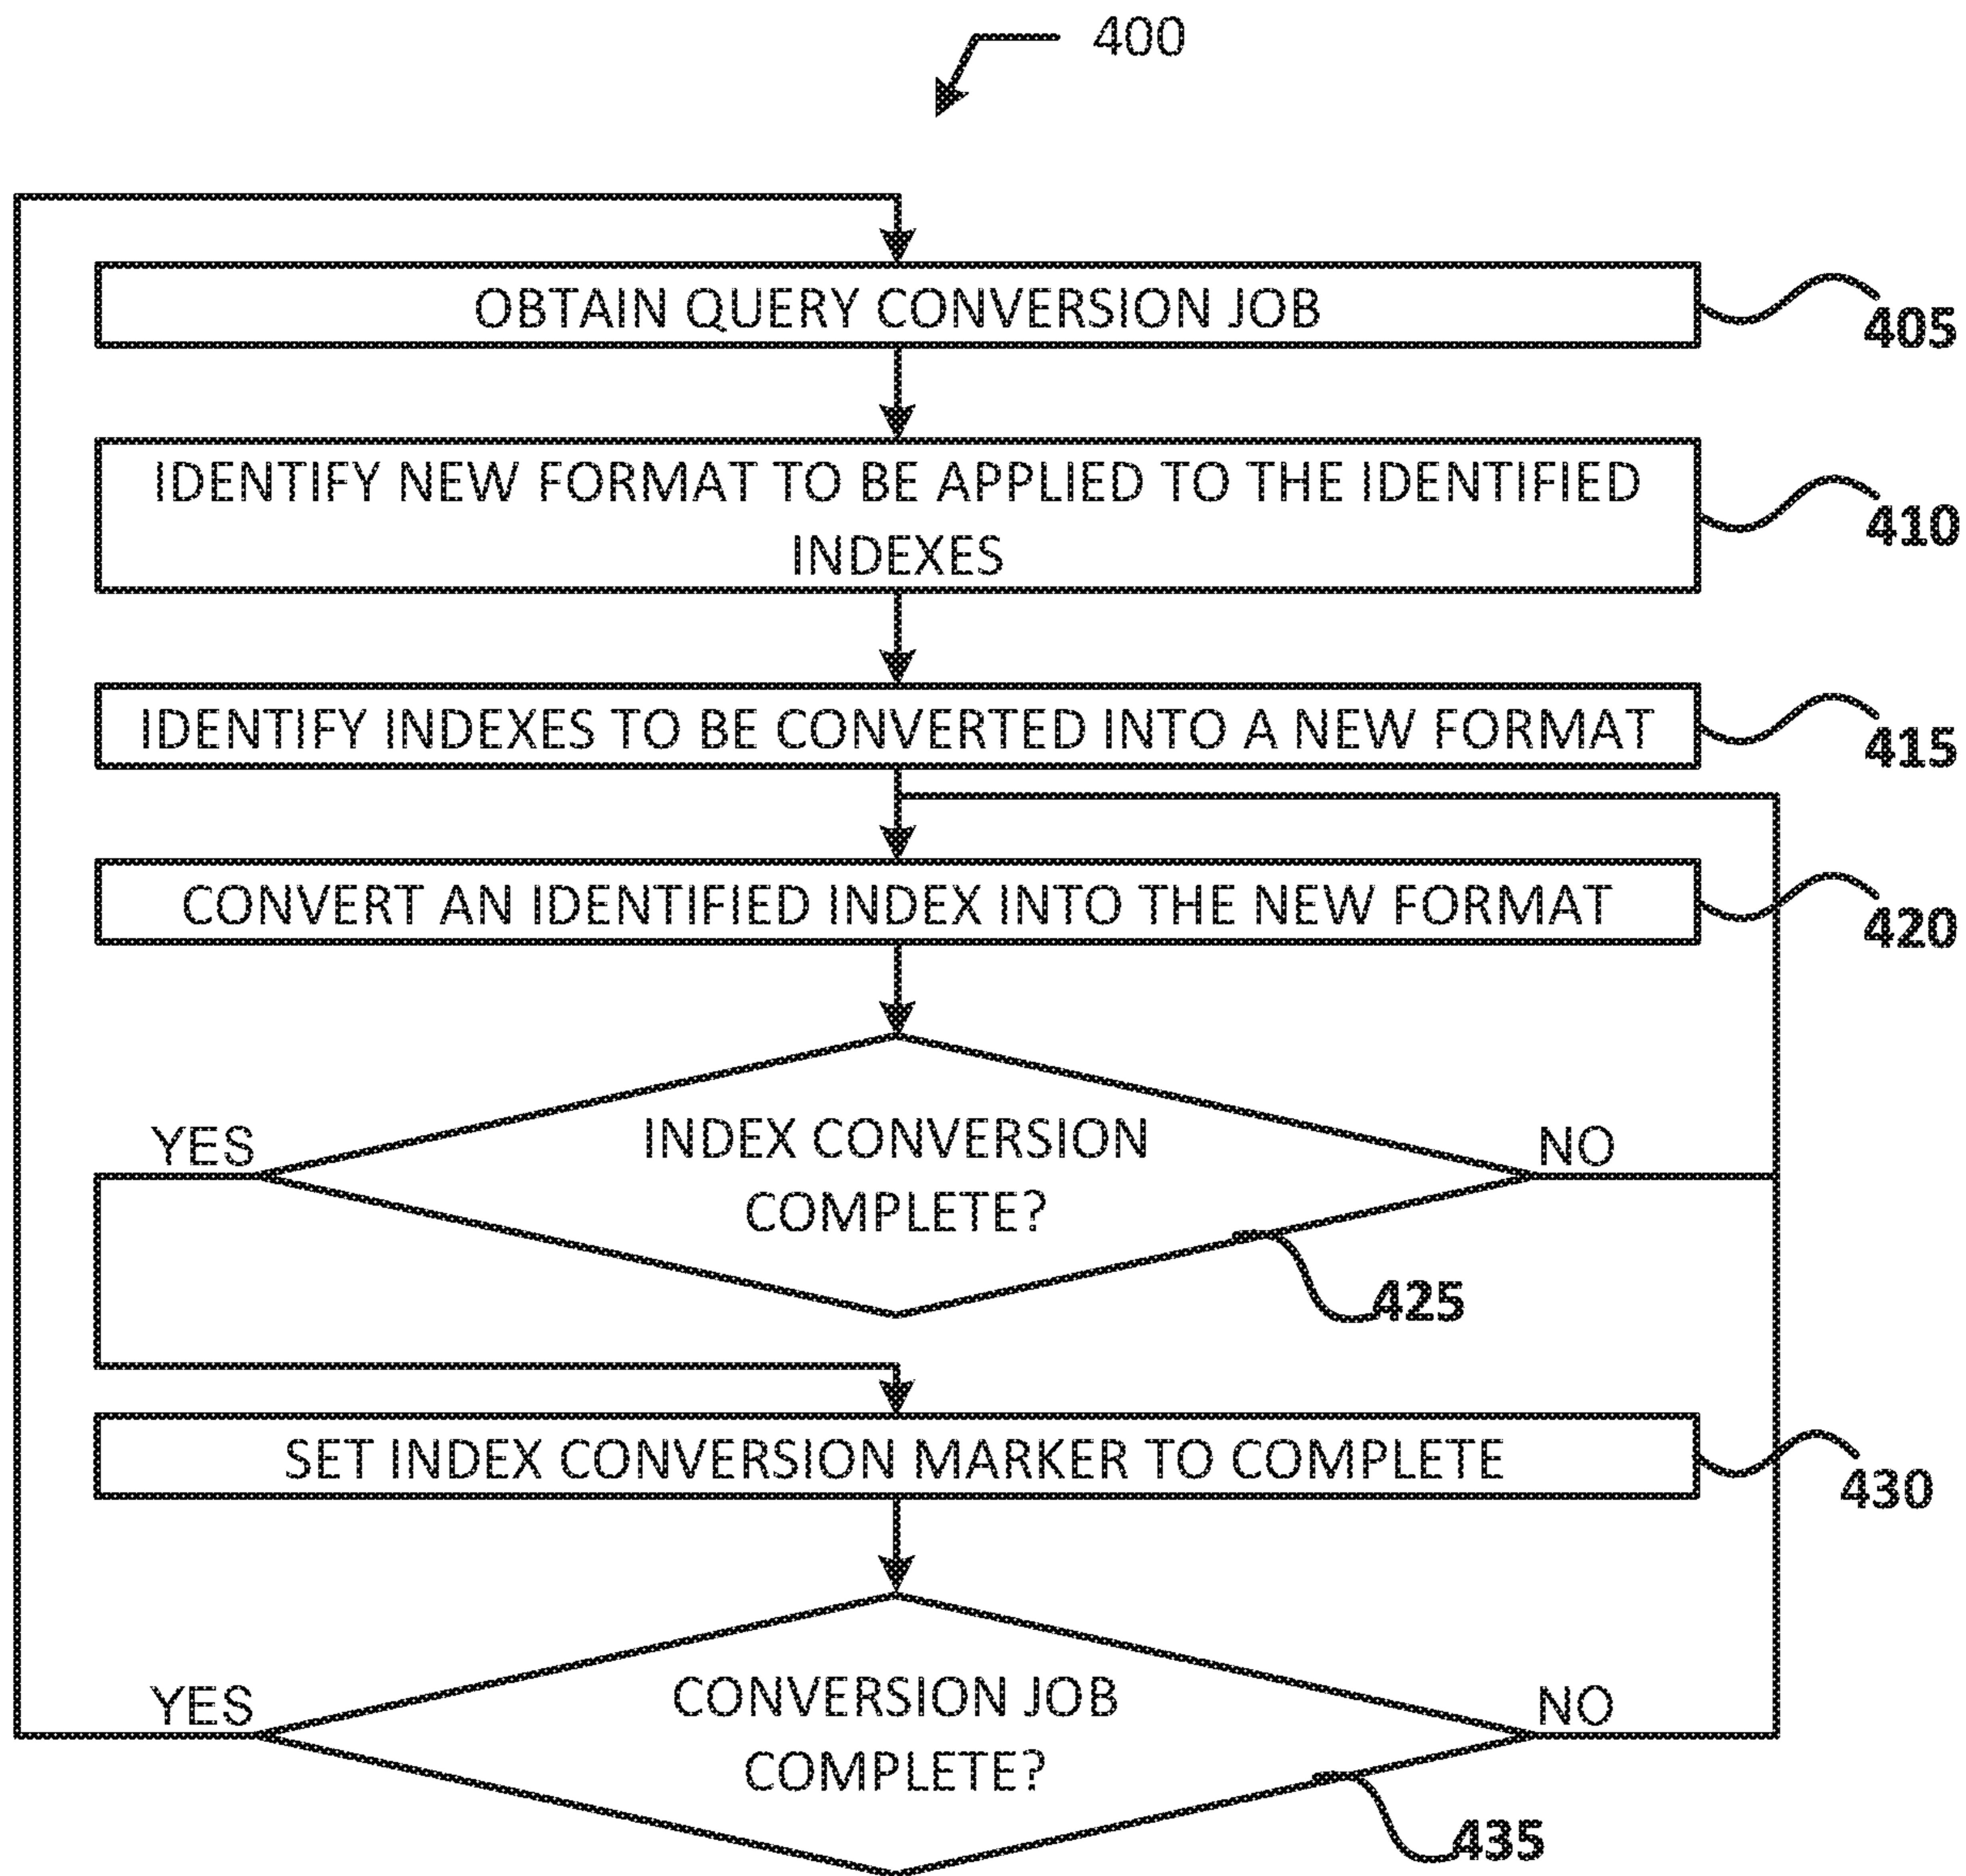 400
OBTAIN QUERY CONVERSION JOB
405
IDENTIFY NEW FORMAT TO BE APPLIED TO THE IDENTIFIED
INDEXES
410
IDENTIFY INDEXES TO BE CONVERTED INTO A NEW FORMAT
415
CONVERT AN IDENTIFIED INDEX INTO THE NEW FORMAT
420
YES
INDEX CONVERSION
COMPLETE?
NO
425
SET INDEX CONVERSION MARKER TO COMPLETE
430
YES
CONVERSION JOB
COMPLETE?
NO
435